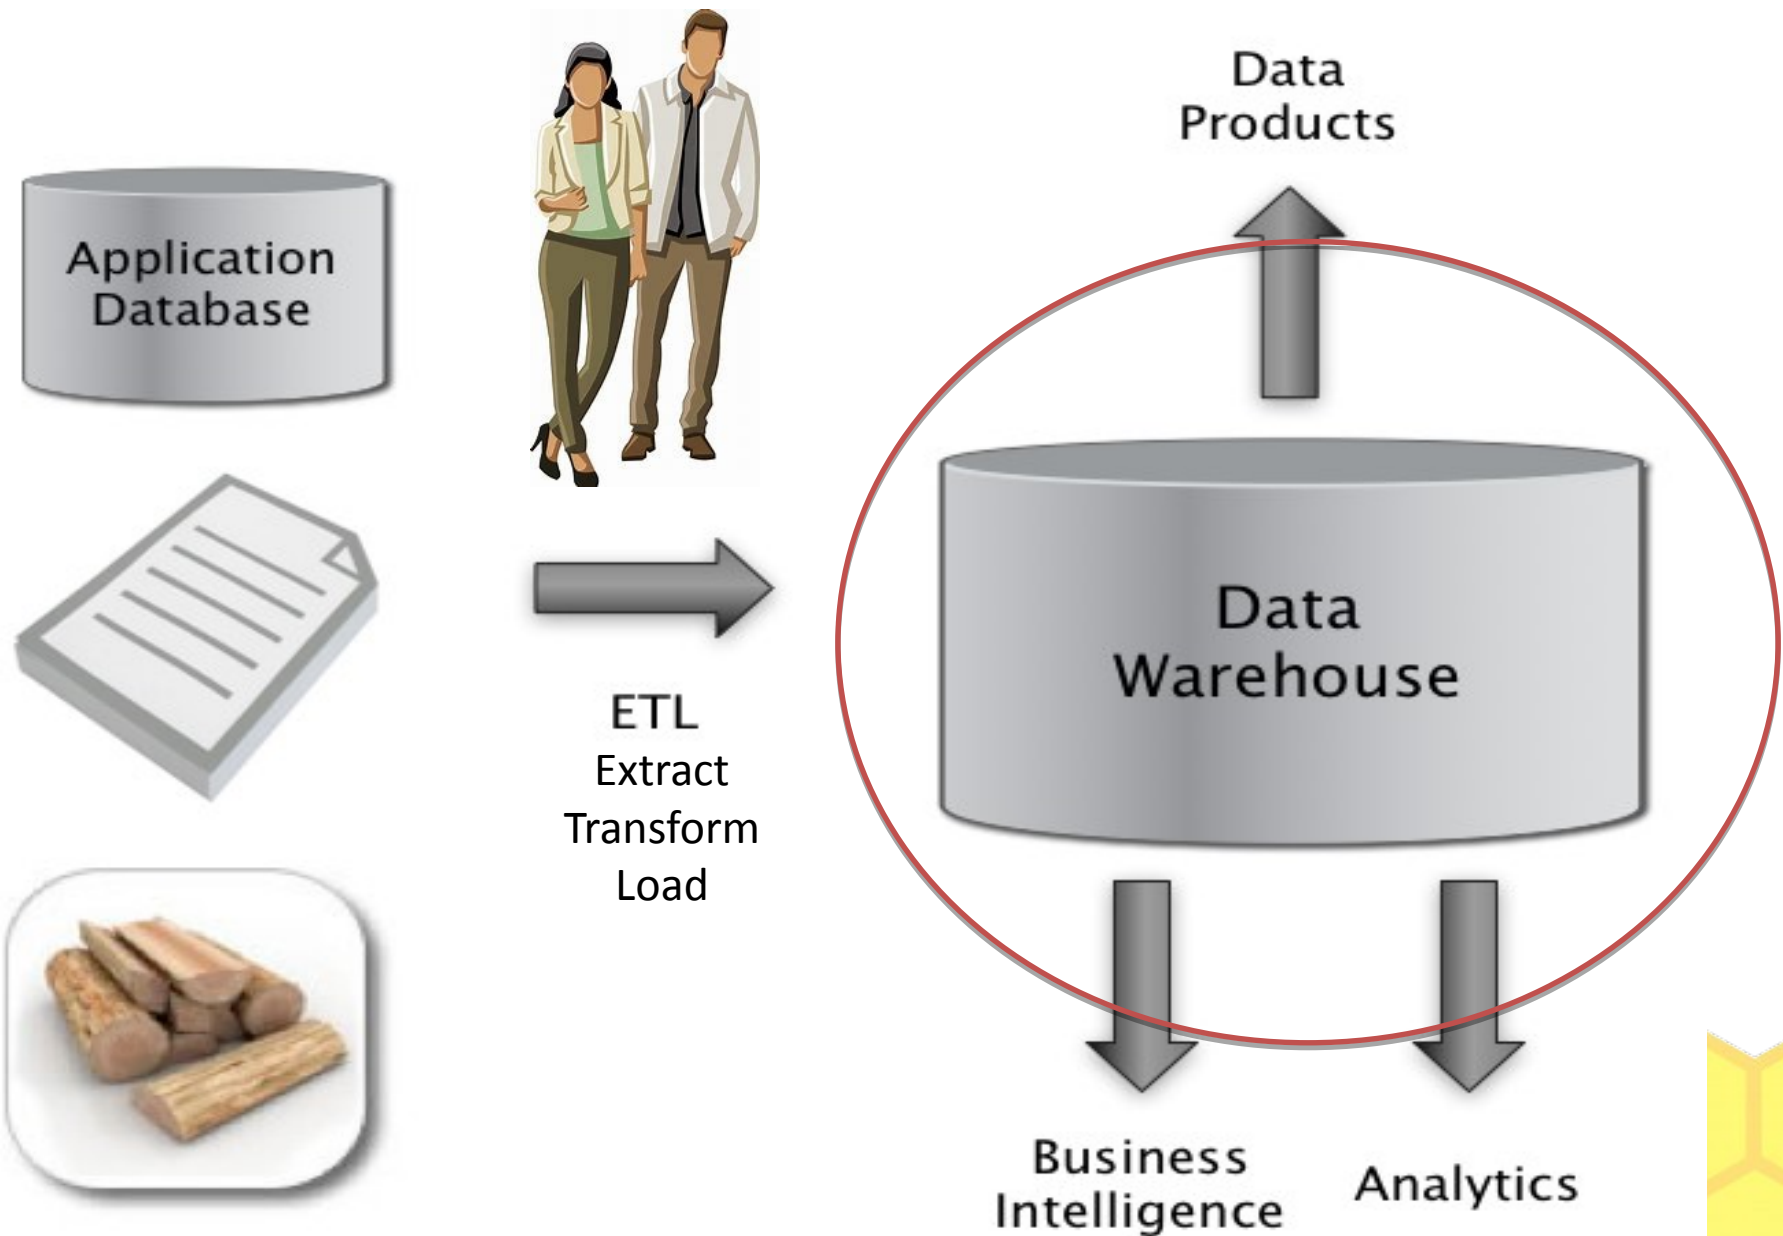 Application
Database
ETL
Extract
Transform
Load
Data
Products
Data
Warehouse
Business
Intelligence
Analytics